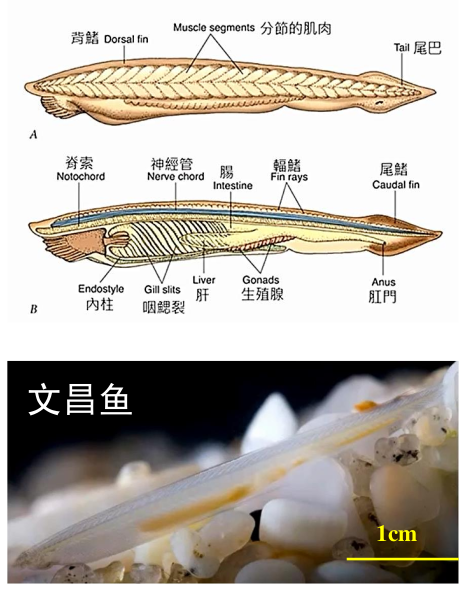 Muscle segments 分節的肌肉
背鰭 Dorsal fin
Tail 尾巴
A
脊索
Notochord
神經管
Nerve chord
腸
Intestine
輻鰭
Fin rays
尾鰭
Caudal fin
Endostyle
內柱
Gill slits
咽鰓裂
Liver
肝
Gonads
生殖腺
Anus
肛門
B
文昌鱼
1cm